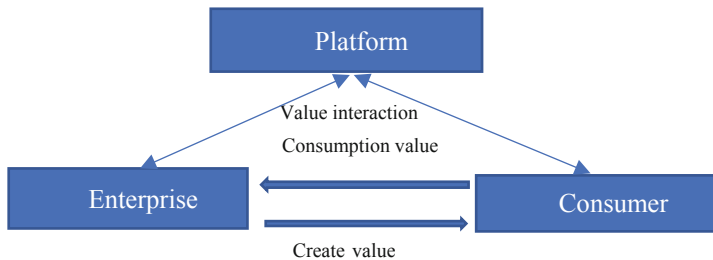 Platform
Value interaction
Consumption value
Enterprise
Consumer
Create value